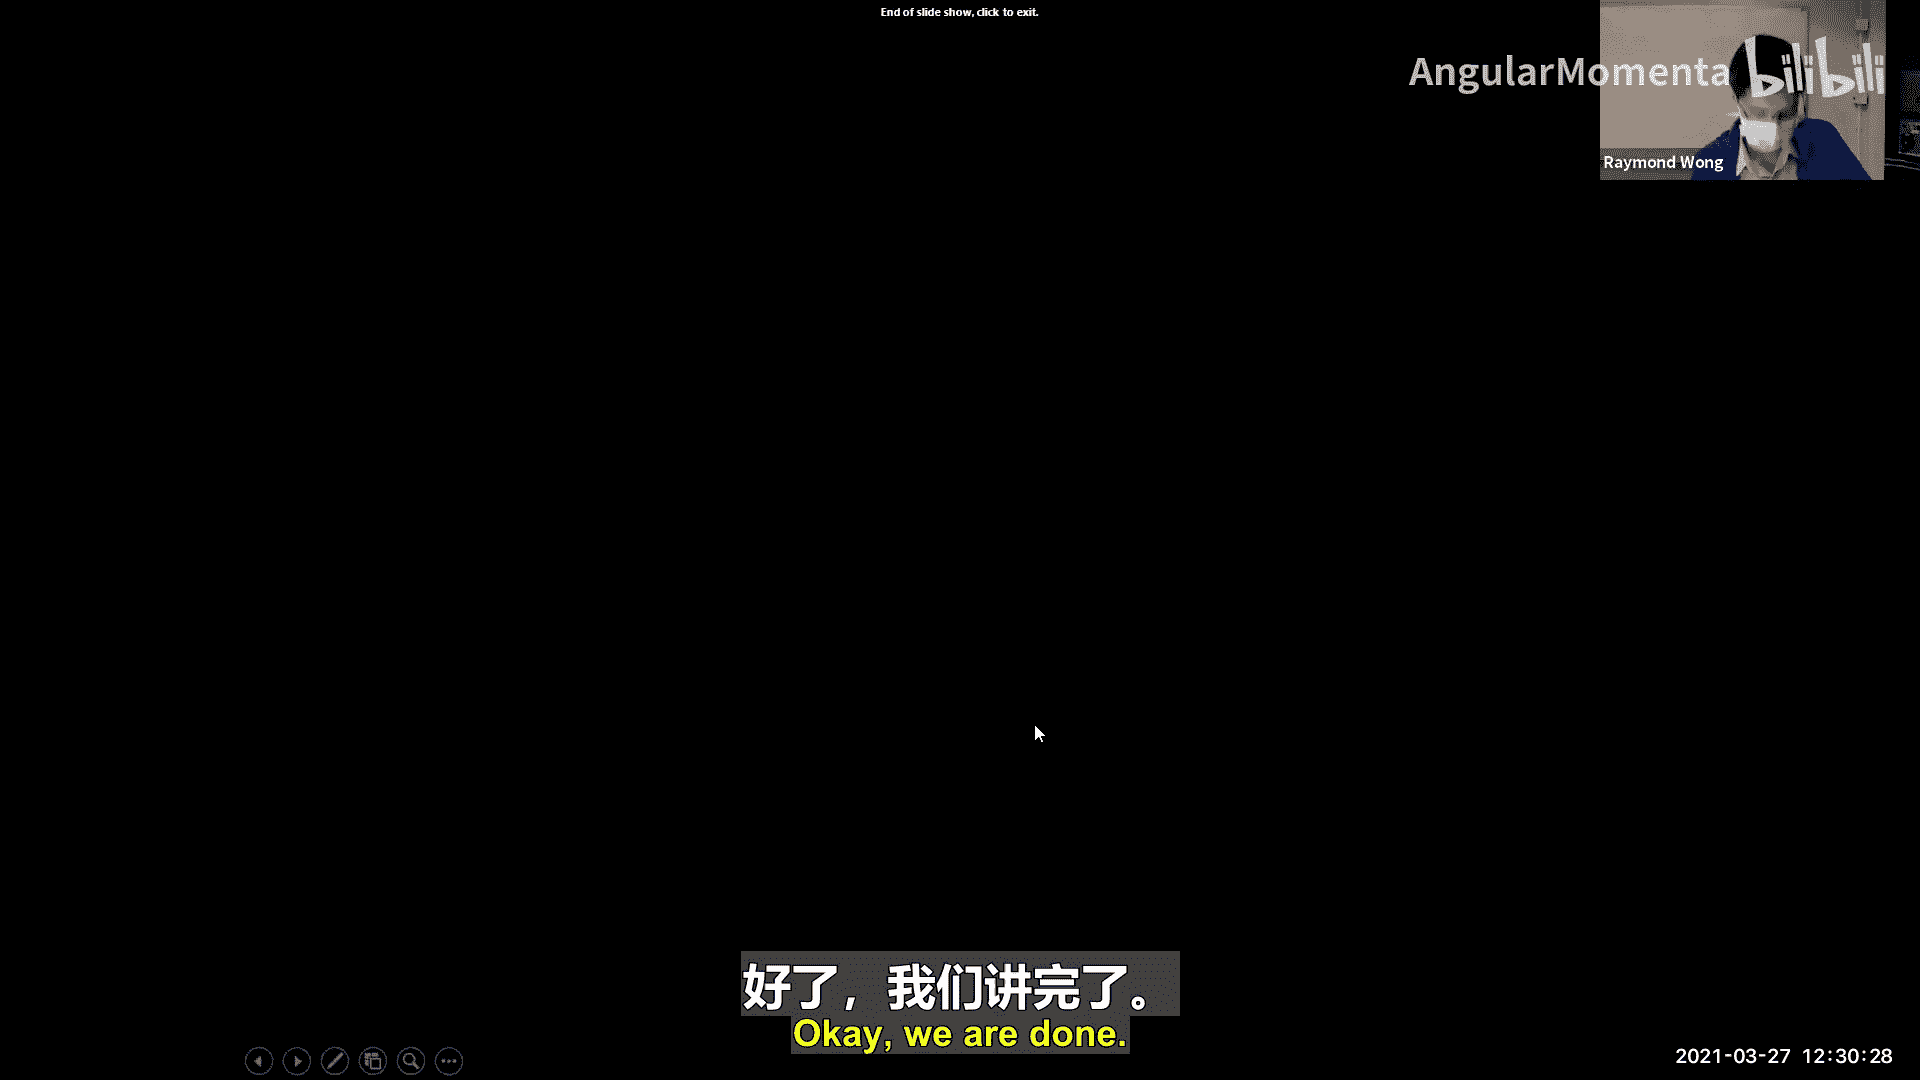 End of slide show, click to exit.
AngularMomenta bilibili
Raymond Wong
好了，我们讲完了。
Okay, we are done.
2021-03-27 12:30:28